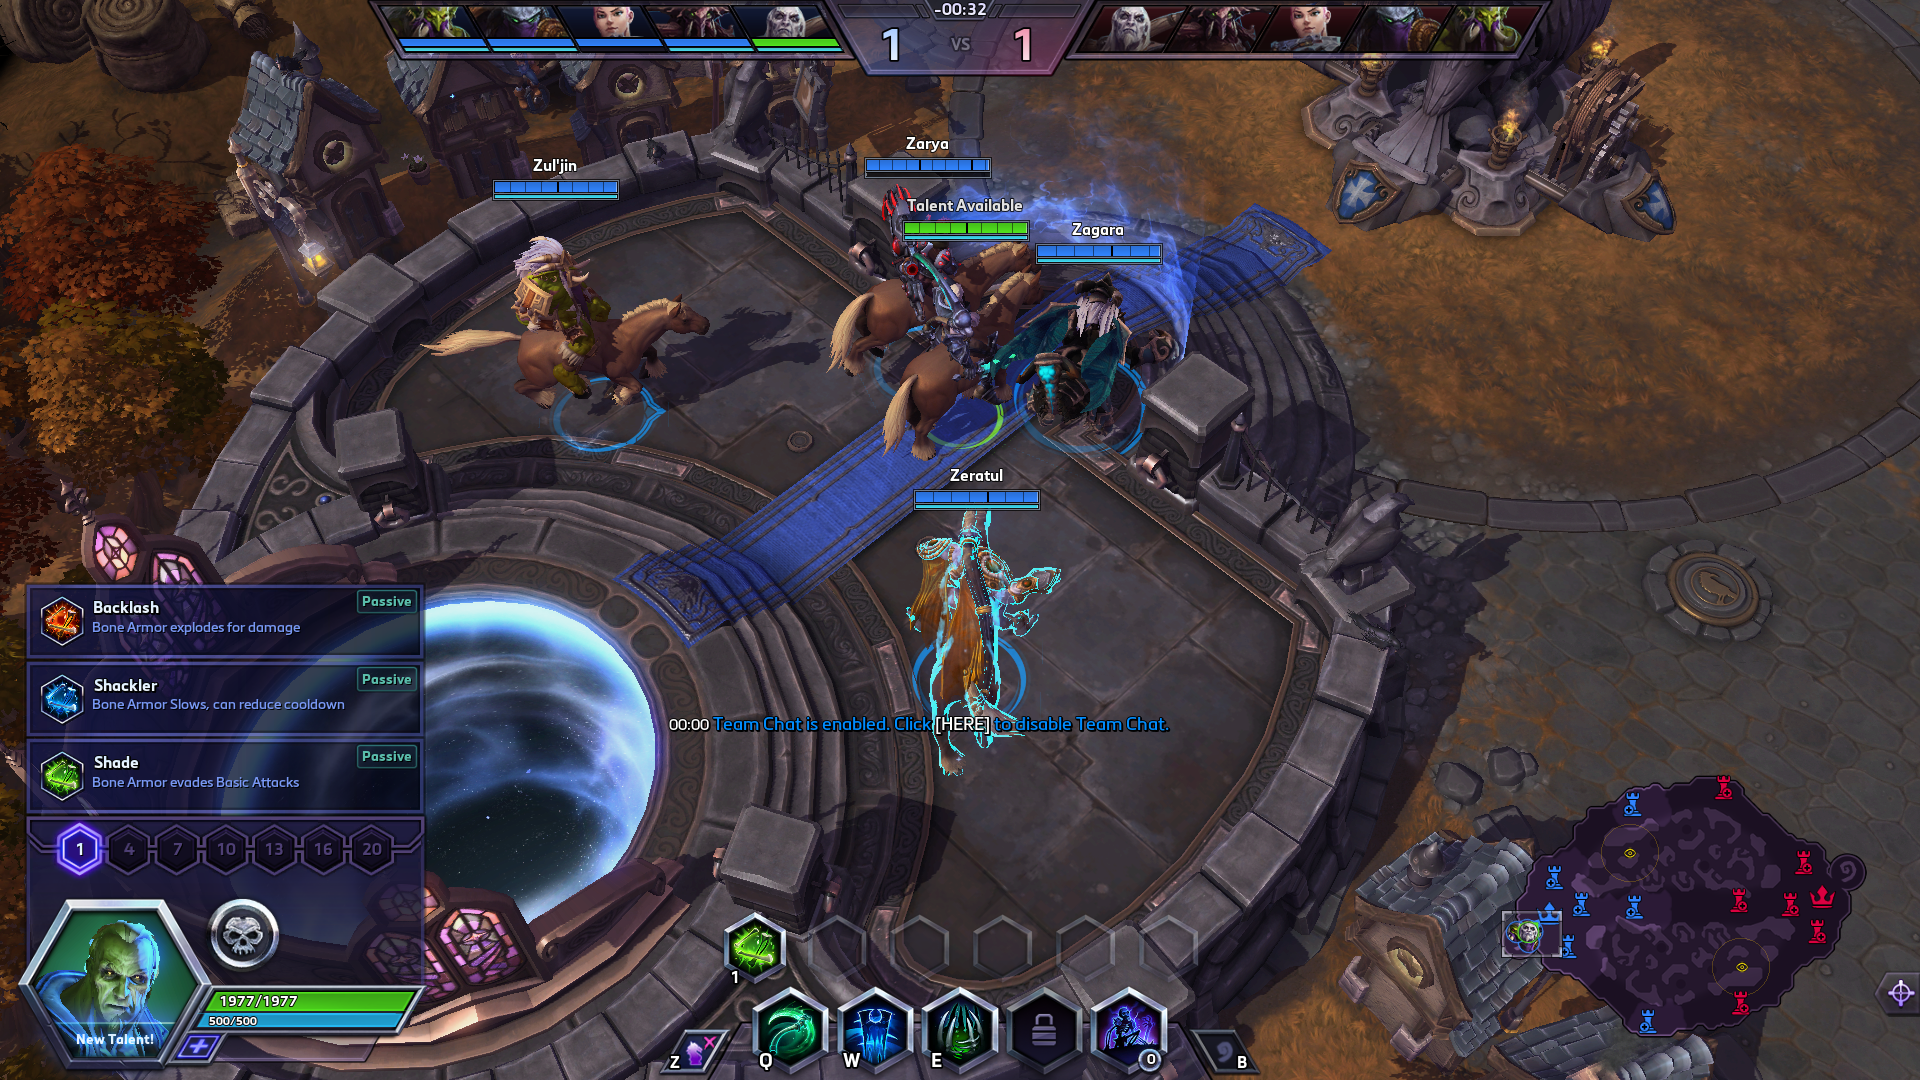 -00:32
1 VS 1
Zarya
Zul'jin
Talent Available
Zagara
Zeratul
Backlash
Passive
Bone Armor explodes for damage
Shackler
Passive
Bone Armor Slows, can reduce cooldown
Shade
Passive
Bone Armor evades Basic Attacks
00:00 Team Chat is enabled. Click [HERE] to disable Team Chat.
1 4 7 10 13 16 20
1
1977/1977
500/500
New Talent!
Z Q W E 0 B